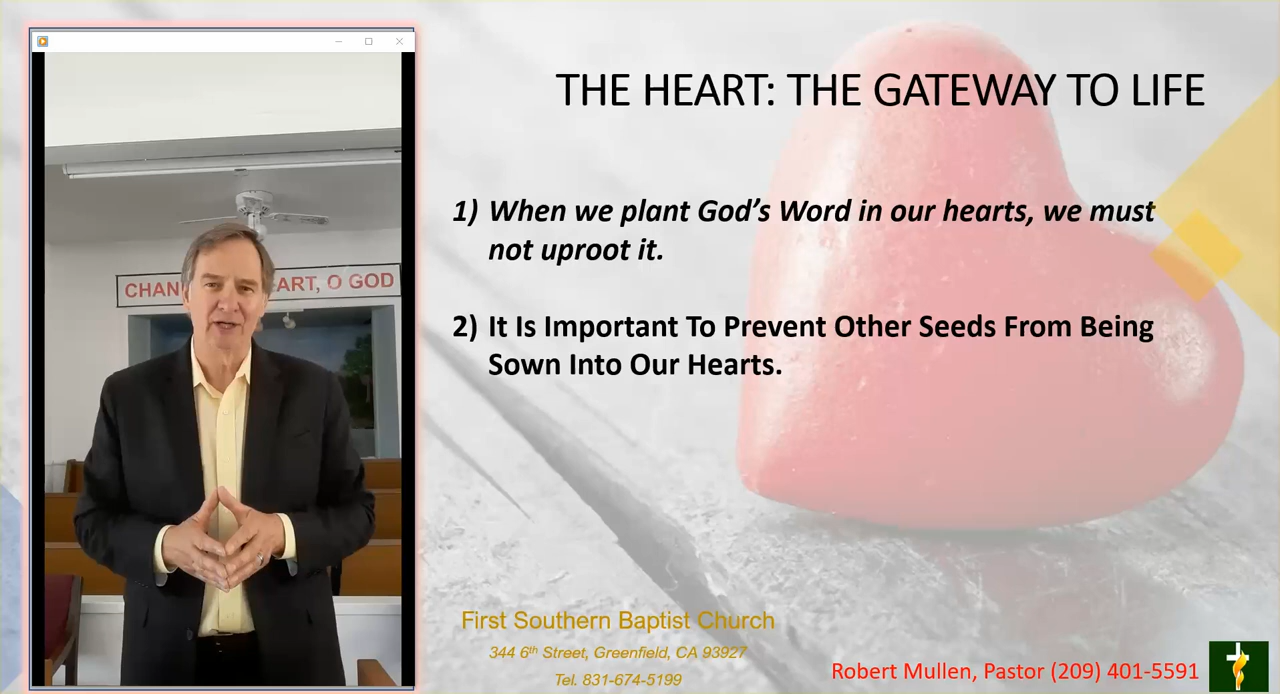 THE HEART: THE GATEWAY TO LIFE
CHAN EART, O GOD
1) When we plant God's Word in our hearts, we must
not uproot it.
2) It Is Important To Prevent Other Seeds From Being
Sown Into Our Hearts.
First Southern Baptist Church
344 6th Street, Greenfield, CA 93927
Tel. 831-674-5199
Robert Mullen, Pastor (209) 401-5591